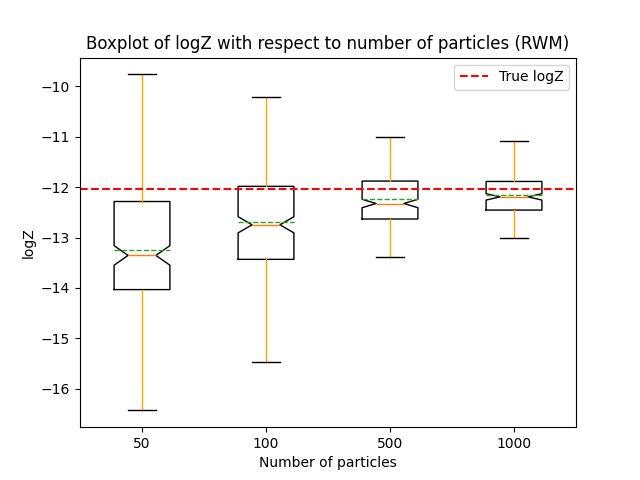 Boxplot of logZ with respect to number of particles (RWM)
True logZ
−10
−11
−12
−13
−14
−15
−16
logZ
50 100 500 1000
Number of particles